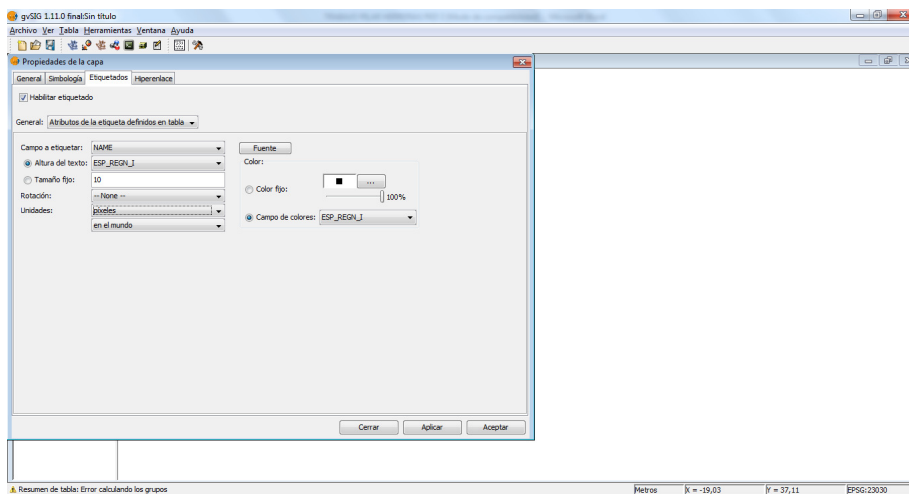 gvSIG 1.11.0 final:Sin título
Archivo Ver Tabla Herramientas Ventana Ayuda
Propiedades de la capa
General Simbología Etiquetados Hiperenlace
Habilitar etiquetado
General: Atributos de la etiqueta definidos en tabla
Campo a etiquetar: NAME Fuente
Altura del texto: ESP_REGN_I Color:
Tamaño fijo: 10 Color fijo: ...
100%
Rotación: -- None --
Unidades: píxeles Campo de colores: ESP_REGN_I
en el mundo
Cerrar Aplicar Aceptar
Resumen de tabla: Error calculando los grupos Metros X = -19,03 Y = 37,11 EPSG:23030